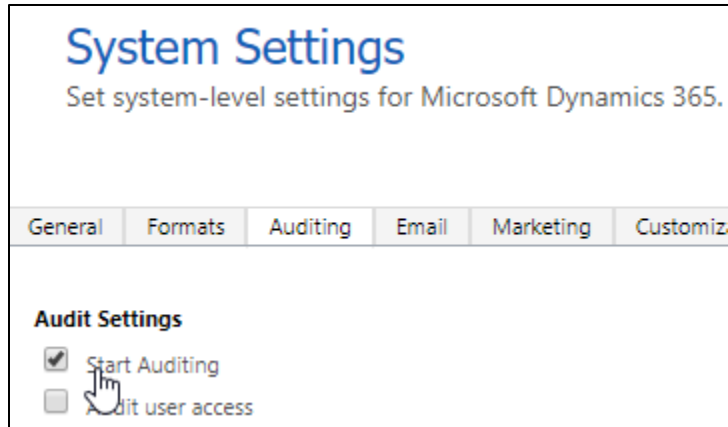 System Settings
Set system-level settings for Microsoft Dynamics 365.
General Formats Auditing Email Marketing
Audit Settings
Start Auditing
user access